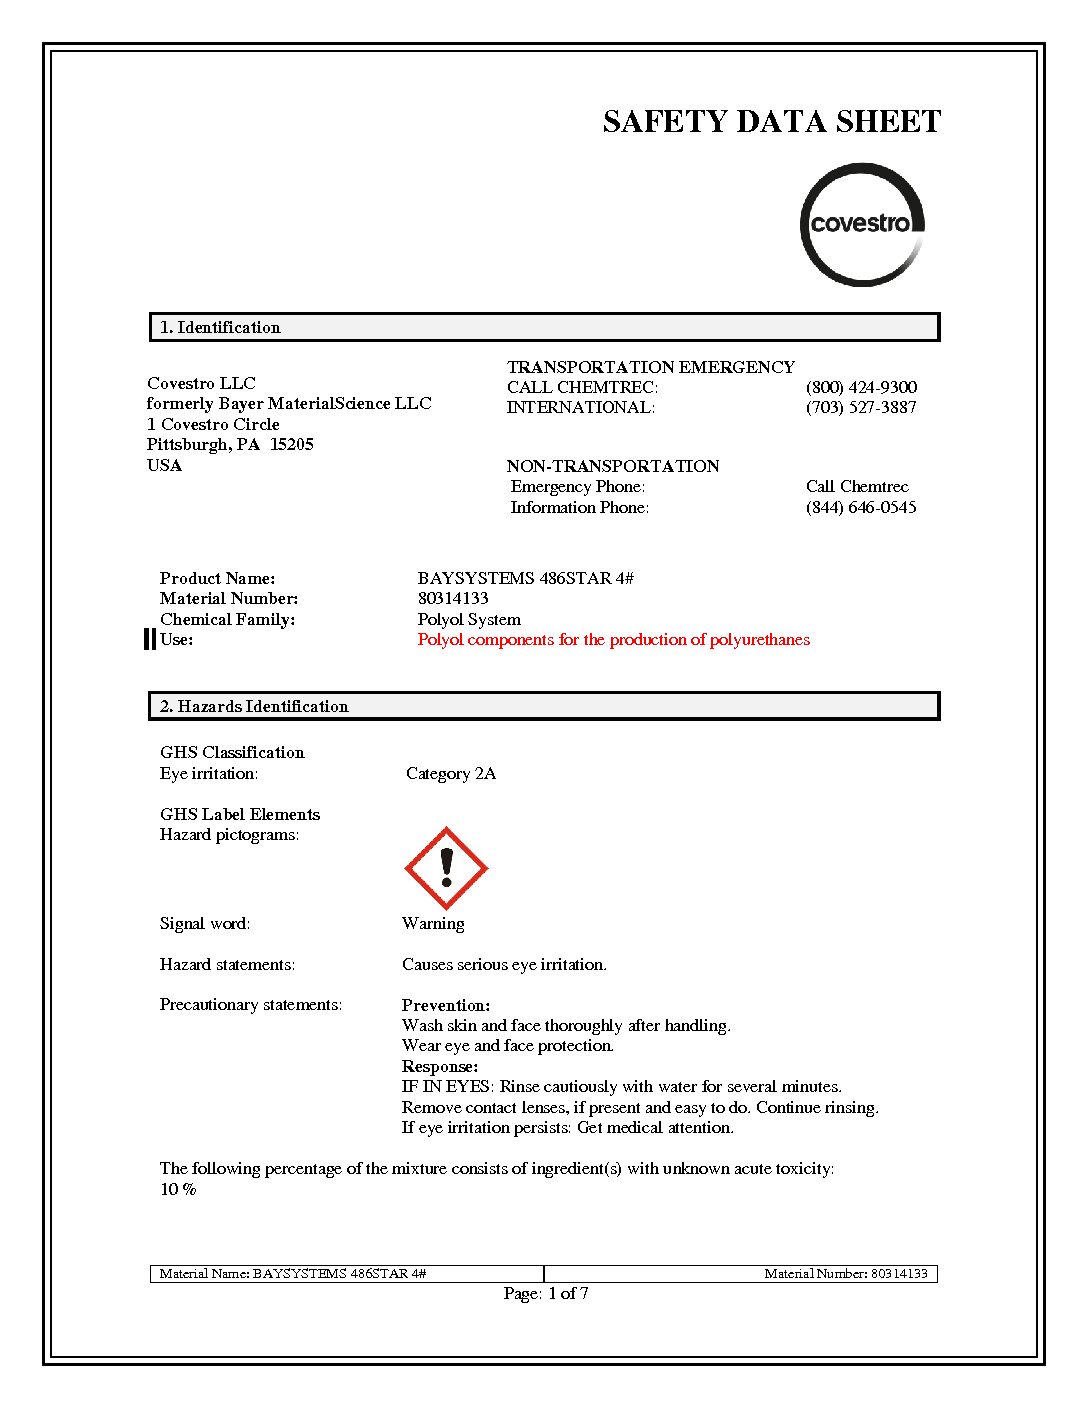 SAFETY DATA SHEET
covestro
1. Identification
Covestro LLC
formerly Bayer MaterialScience LLC
1 Covestro Circle
Pittsburgh, PA 15205
USA
TRANSPORTATION EMERGENCY
CALL CHEMTREC: (800) 424-9300
INTERNATIONAL: (703) 527-3887
NON-TRANSPORTATION
Emergency Phone: Call Chemtrec
Information Phone: (844) 646-0545
Product Name: BAYSYSTEMS 486STAR 4#
Material Number: 80314133
Chemical Family: Polyol System
Use: Polyol components for the production of polyurethanes
2. Hazards Identification
GHS Classification
Eye irritation: Category 2A
GHS Label Elements
Hazard pictograms:
Signal word: Warning
Hazard statements: Causes serious eye irritation.
Precautionary statements: Prevention:
Wash skin and face thoroughly after handling.
Wear eye and face protection.
Response:
IF IN EYES: Rinse cautiously with water for several minutes.
Remove contact lenses, if present and easy to do. Continue rinsing.
If eye irritation persists: Get medical attention.
The following percentage of the mixture consists of ingredient(s) with unknown acute toxicity:
10 %
Material Name: BAYSYSTEMS 486STAR 4# Material Number: 80314133
Page: 1 of 7